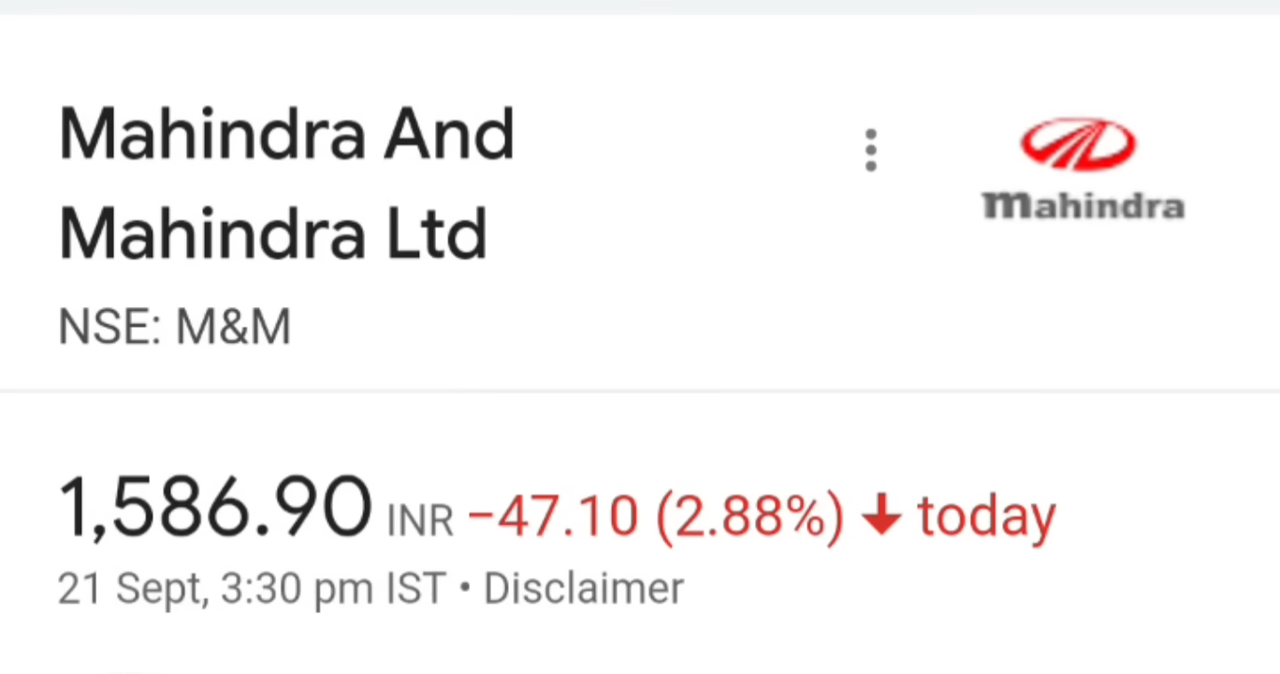 Mahindra And
Mahindra Ltd
mahindra
NSE: M&M
1,586.90 INR −47.10 (2.88%) ↓ today
21 Sept, 3:30 pm IST • Disclaimer